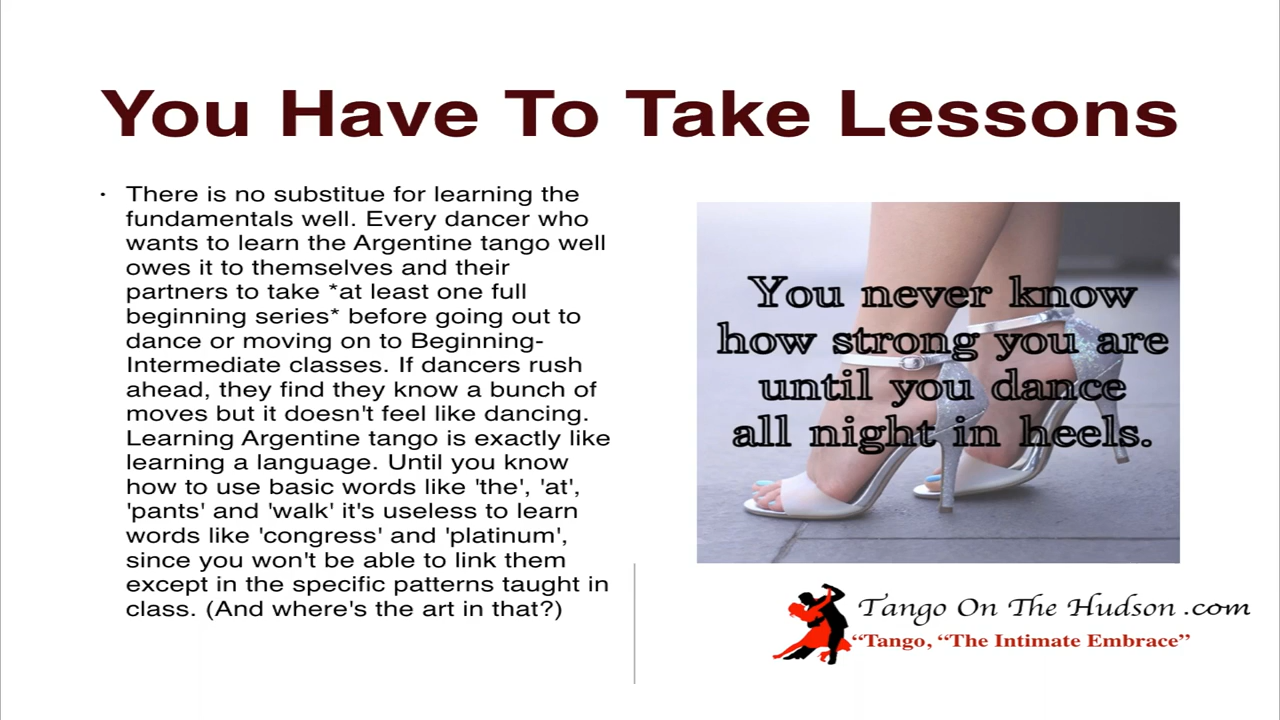 You Have To Take Lessons
• There is no substitue for learning the
fundamentals well. Every dancer who
wants to learn the Argentine tango well
owes it to themselves and their
partners to take *at least one full
beginning series* before going out to
dance or moving on to Beginning-
Intermediate classes. If dancers rush
ahead, they find they know a bunch of
moves but it doesn't feel like dancing.
Learning Argentine tango is exactly like
learning a language. Until you know
how to use basic words like 'the', 'at',
'pants' and 'walk' it's useless to learn
words like 'congress' and 'platinum',
since you won't be able to link them
except in the specific patterns taught in
class. (And where's the art in that?)
You never know
how strong you are
until you dance
all night in heels.
Tango On The Hudson .com
“Tango, “The Intimate Embrace”